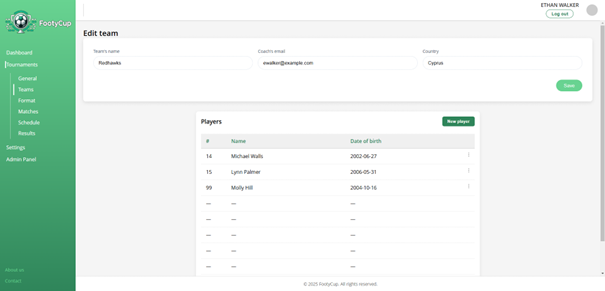 ETHAN WALKER
Log out
FootyCup
Dashboard
Tournaments
General
Teams
Format
Matches
Schedule
Results
Settings
Admin Panel
About us
Contact
Edit team
Team's name Coach's email Country
Redhawks ewalker@example.com Cyprus
Save
Players New player
# Name Date of birth
14 Michael Walls 2002-06-27
15 Lynn Palmer 2006-05-31
99 Molly Hill 2004-10-16
— — —
— — —
— — —
— — —
— — —
© 2025 FootyCup. All rights reserved.